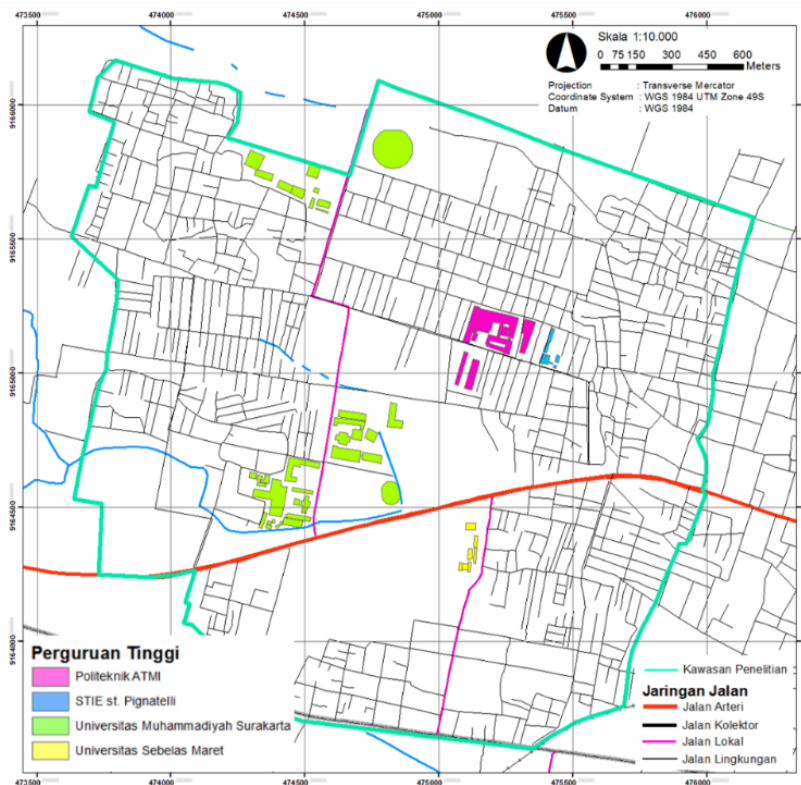 473500 474000 474500 475000 475500 476000
Skala 1:10.000
0 75 150 300 450 600
Meters
Projection : Transverse Mercator
Coordinate System : WGS 1984 UTM Zone 49S
Datum : WGS 1984
9166000
9165500
9165000
9164500
9164000
Perguruan Tinggi
Politeknik ATMI
STIE st. Pignatelli
Universitas Muhammadiyah Surakarta
Universitas Sebelas Maret
Kawasan Penelitian
Jaringan Jalan
Jalan Arteri
Jalan Kolektor
Jalan Lokal
Jalan Lingkungan
473500 474000 474500 475000 475500 476000